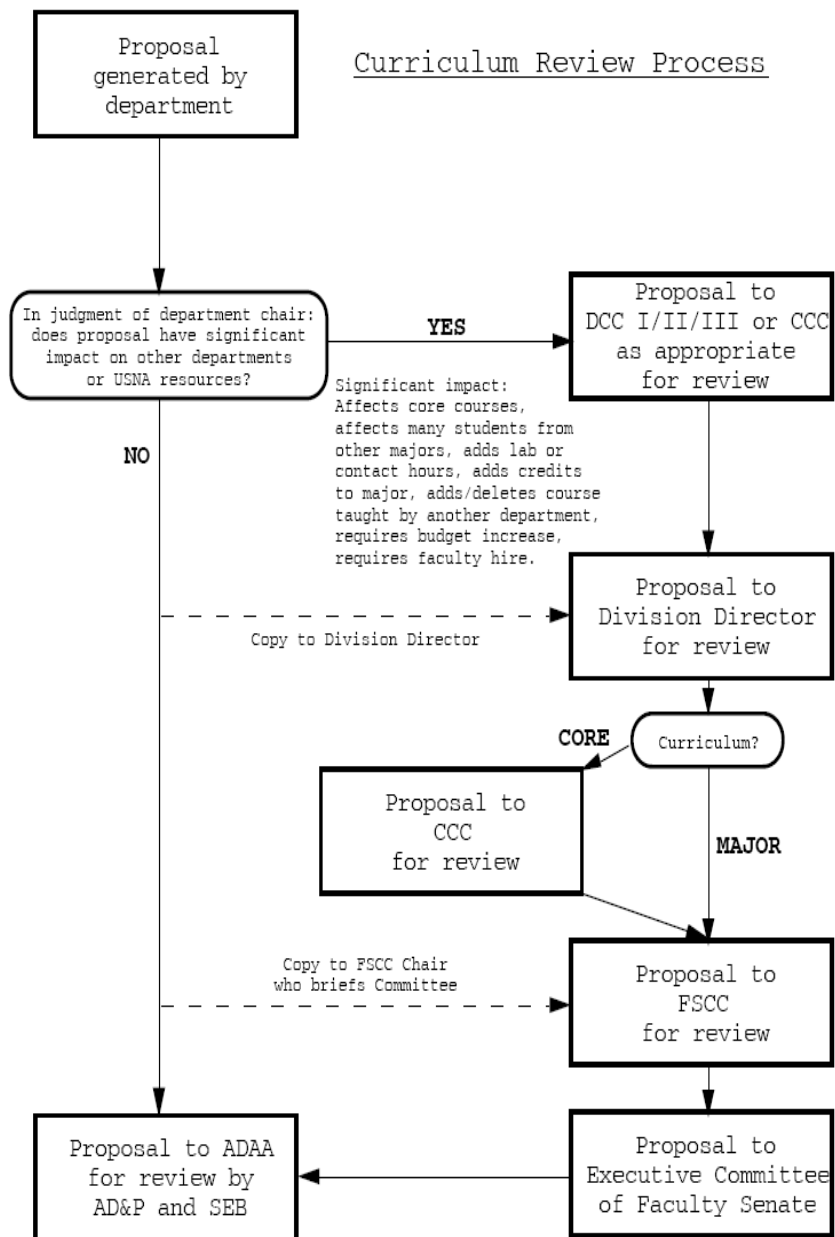 Proposal
generated by
department
Curriculum Review Process
In judgment of department chair:
does proposal have significant
impact on other departments
or USNA resources?
YES
Proposal to
DCC I/II/III or CCC
as appropriate
for review
Significant impact:
Affects core courses,
affects many students from
other majors, adds lab or
contact hours, adds credits
to major, adds/deletes course
taught by another department,
requires budget increase,
requires faculty hire.
NO
Proposal to
Division Director
for review
Copy to Division Director
CORE
Curriculum?
Proposal to
CCC
for review
MAJOR
Copy to FSCC Chair
who briefs Committee
Proposal to
FSCC
for review
Proposal to ADAA
for review by
AD&P and SEB
Proposal to
Executive Committee
of Faculty Senate